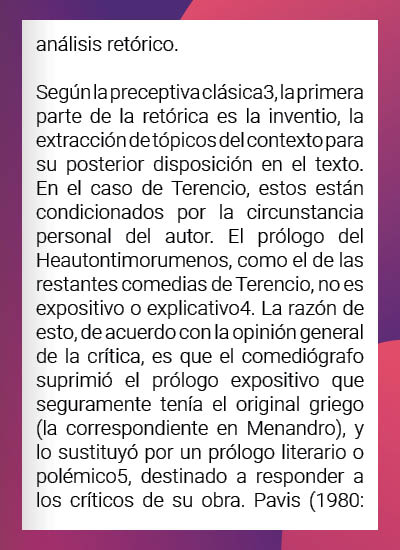 análisis retórico.
Según la preceptiva clásica3, la primera
parte de la retórica es la inventio, la
extracción de tópicos del contexto para
su posterior disposición en el texto.
En el caso de Terencio, estos están
condicionados por la circunstancia
personal del autor. El prólogo del
Heautontimorumenos, como el de las
restantes comedias de Terencio, no es
expositivo o explicativo4. La razón de
esto, de acuerdo con la opinión general
de la crítica, es que el comediógrafo
suprimió el prólogo expositivo que
seguramente tenía el original griego
(la correspondiente en Menandro), y
lo sustituyó por un prólogo literario o
polémico5, destinado a responder a
los críticos de su obra. Pavis (1980: